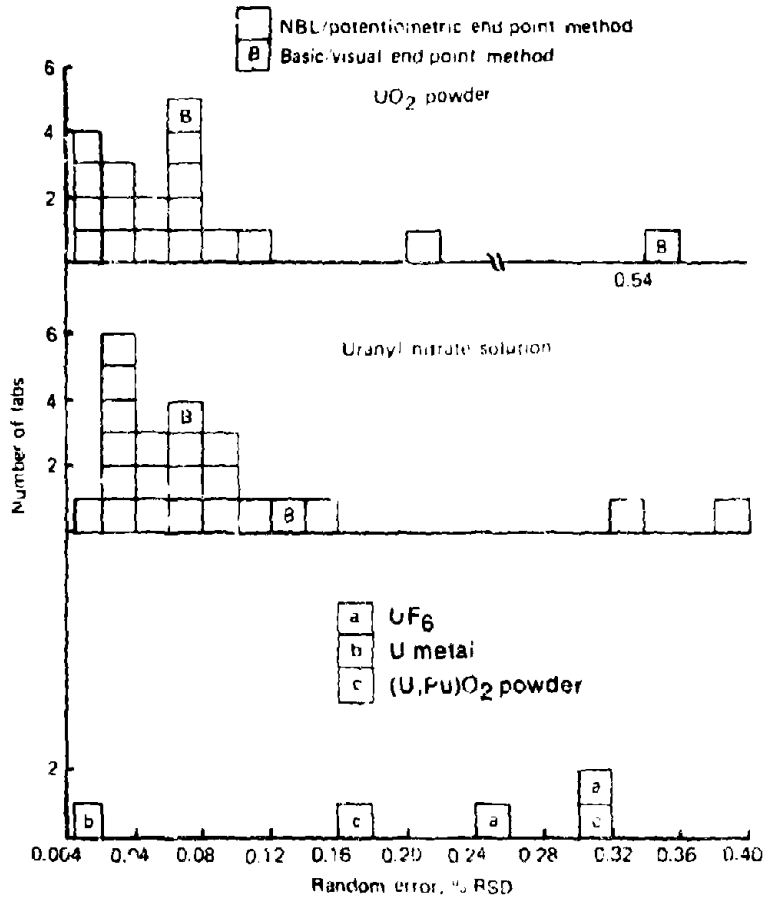 NBL/potentiometric end point method
B Basic/visual end point method
UO2 powder
6
4
2
B
B
0.54
Uranyl nitrate solution
Number of labs
6
4
2
B
B
a UF6
b U metal
c (U,Pu)O2 powder
2
b
c
a
a
c
0.004 0.04 0.08 0.12 0.16 0.20 0.24 0.28 0.32 0.36 0.40
Random error, % RSD